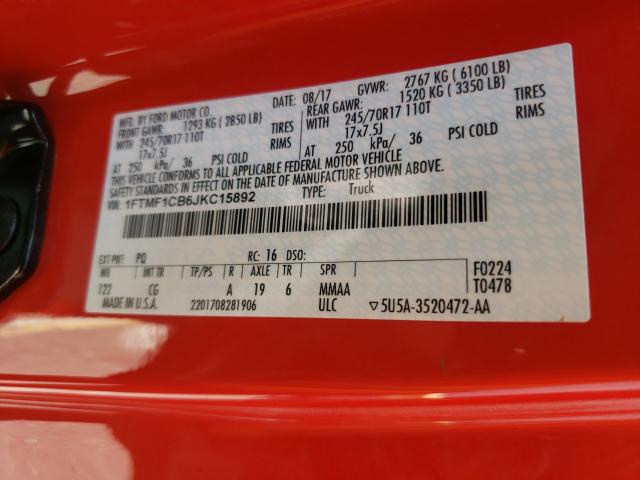 MFD. BY FORD MOTOR CO.
DATE: 08/17 GVWR: 2767 KG ( 6100 LB)
FRONT GAWR: 1293 KG ( 2850 LB)
REAR GAWR: 1520 KG ( 3350 LB)
WITH 245/70R17 110T TIRES
WITH 245/70R17 110T TIRES
17x7.5J RIMS
17x7.5J RIMS
AT 250 kPa/ 36 PSI COLD
AT 250 kPa/ 36 PSI COLD
THIS VEHICLE CONFORMS TO ALL APPLICABLE FEDERAL MOTOR VEHICLE
SAFETY STANDARDS IN EFFECT ON THE DATE OF MANUFACTURE SHOWN ABOVE.
VIN: 1FTMF1CB6JKC15892
TYPE: Truck
EXT PNT: PQ RC: 16 DSO:
WB INT TR TP/PS R AXLE TR SPR
122 CG A 19 6 MMAA
F0224
T0478
MADE IN U.S.A. 2201708281906 ULC ▽5U5A-3520472-AA